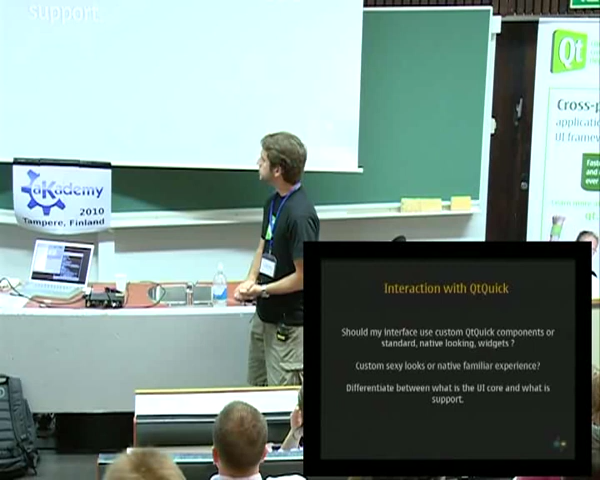 support
aKademy
2010
Tampere, Finland
Qt
Cross-p
applicati
UI framew
Interaction with QtQuick
Should my interface use custom QtQuick components or
standard, native looking, widgets ?
Custom sexy looks or native familiar experience?
Differentiate between what is the UI core and what is
support.